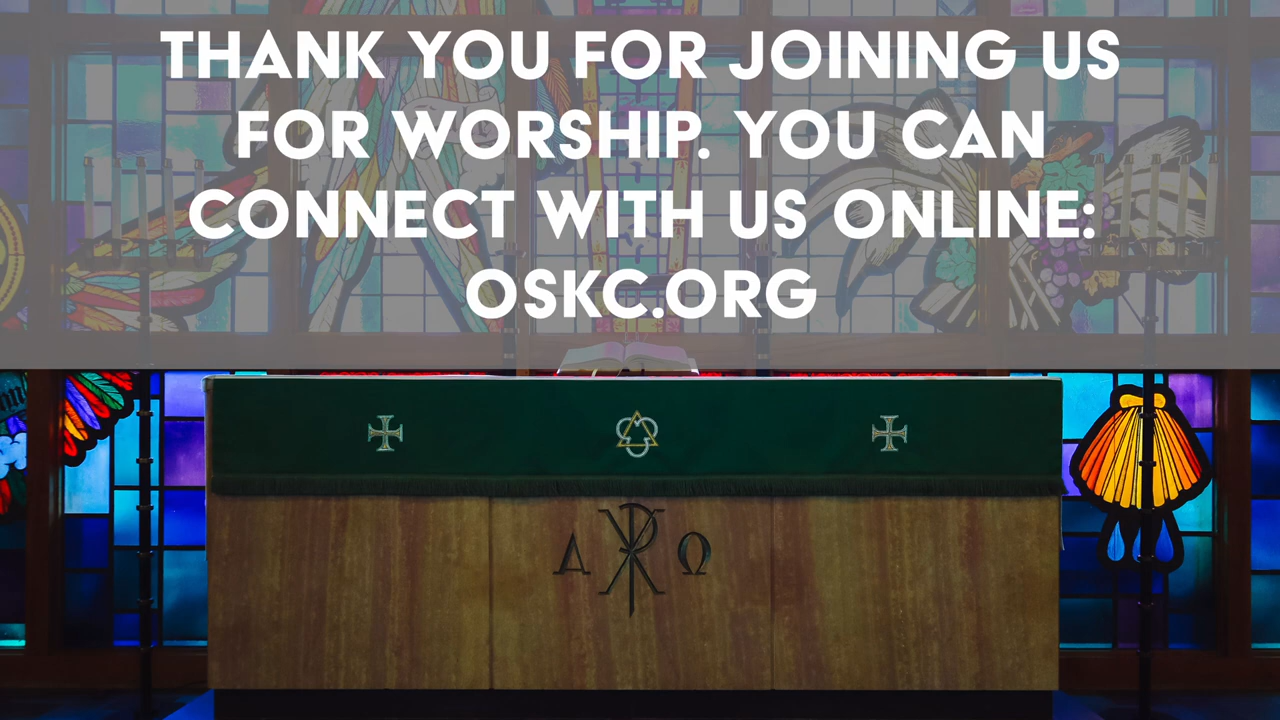 THANK YOU FOR JOINING US
FOR WORSHIP. YOU CAN
CONNECT WITH US ONLINE:
OSKC.ORG
Α ☧ Ω